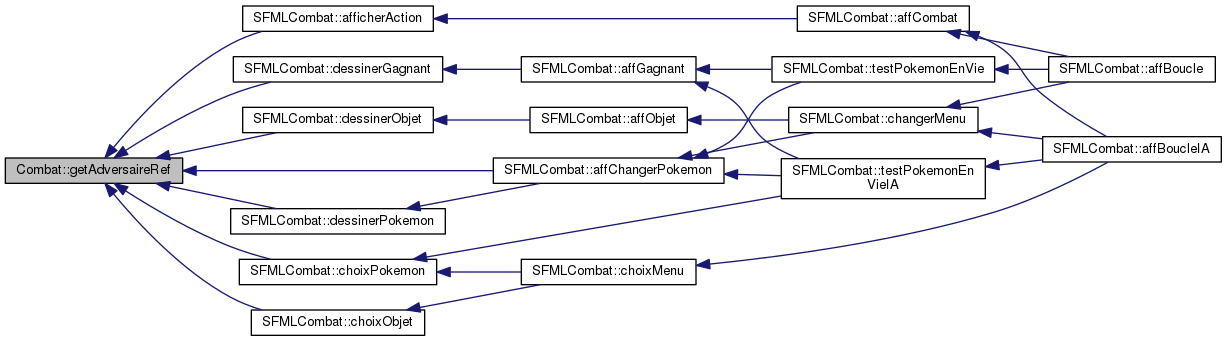 Combat::getAdversaireRef
SFMLCombat::afficherAction
SFMLCombat::dessinerGagnant
SFMLCombat::dessinerObjet
SFMLCombat::affChangerPokemon
SFMLCombat::dessinerPokemon
SFMLCombat::choixPokemon
SFMLCombat::choixObjet
SFMLCombat::affGagnant
SFMLCombat::affObjet
SFMLCombat::choixMenu
SFMLCombat::affCombat
SFMLCombat::testPokemonEnVie
SFMLCombat::changerMenu
SFMLCombat::testPokemonEn
VieIA
SFMLCombat::affBoucle
SFMLCombat::affBoucleIA